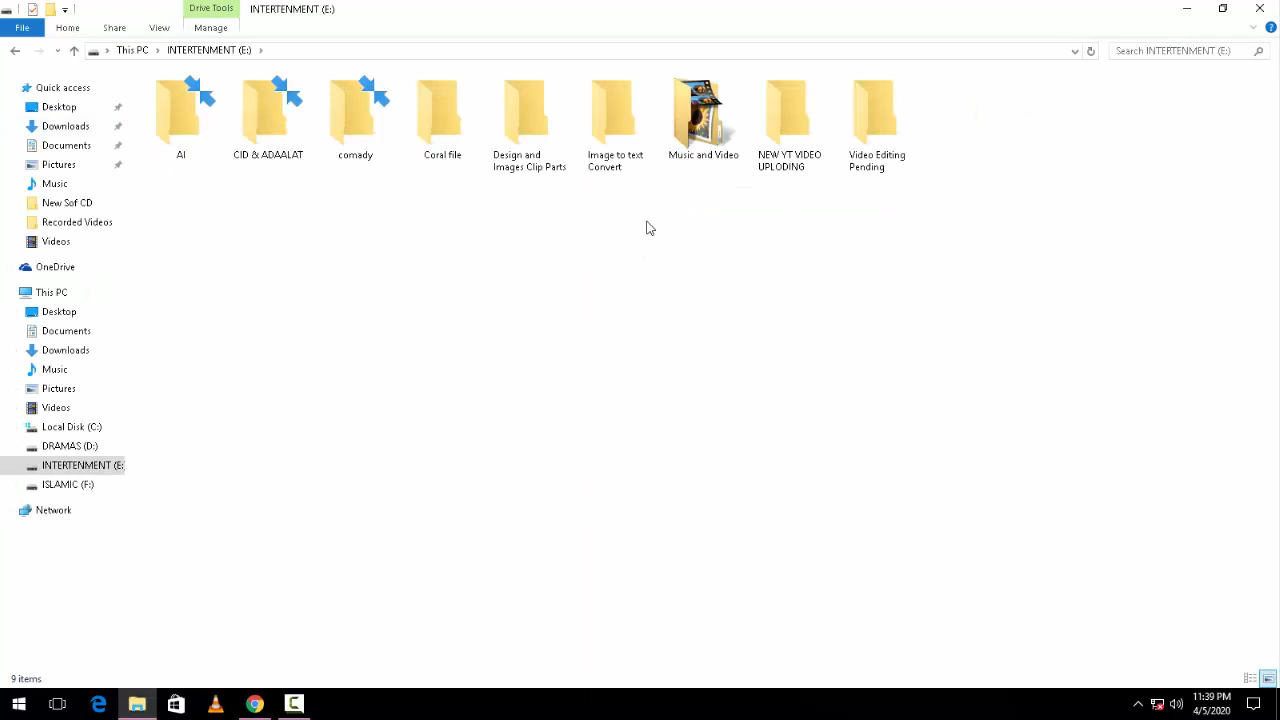 Drive Tools
INTERTENMENT (E:)
File
Home
Share
View
Manage
This PC
INTERTENMENT (E:)
Search INTERTENMENT (E:)
Quick access
Desktop
Downloads
Documents
Pictures
Music
New Sof CD
Recorded Videos
Videos
OneDrive
This PC
Desktop
Documents
Downloads
Music
Pictures
Videos
Local Disk (C:)
DRAMAS (D:)
INTERTENMENT (E:
ISLAMIC (F:)
Network
AI
CID & ADAALAT
comady
Coral file
Design and
Images Clip Parts
Image to text
Convert
Music and Video
NEW YT VIDEO
UPLODING
Video Editing
Pending
9 items
11:39 PM
4/5/2020